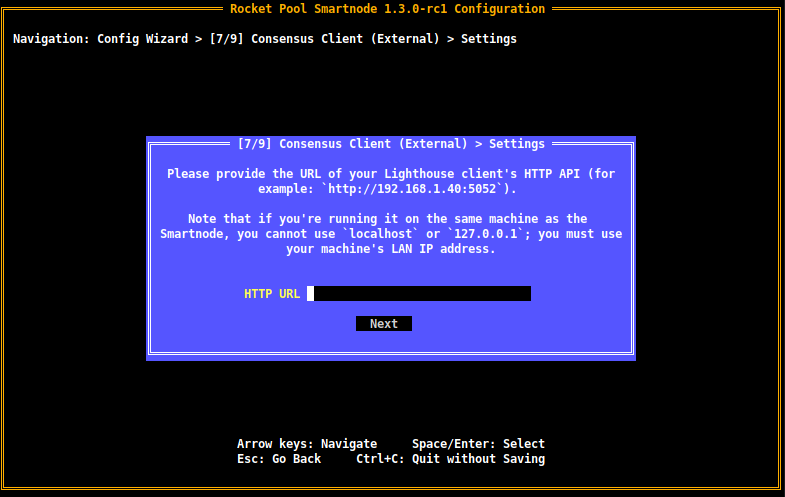 Rocket Pool Smartnode 1.3.0-rc1 Configuration
Navigation: Config Wizard > [7/9] Consensus Client (External) > Settings
[7/9] Consensus Client (External) > Settings
Please provide the URL of your Lighthouse client's HTTP API (for
example: `http://192.168.1.40:5052`).
Note that if you're running it on the same machine as the
Smartnode, you cannot use `localhost` or `127.0.0.1`; you must use
your machine's LAN IP address.
HTTP URL
Next
Arrow keys: Navigate     Space/Enter: Select
Esc: Go Back     Ctrl+C: Quit without Saving